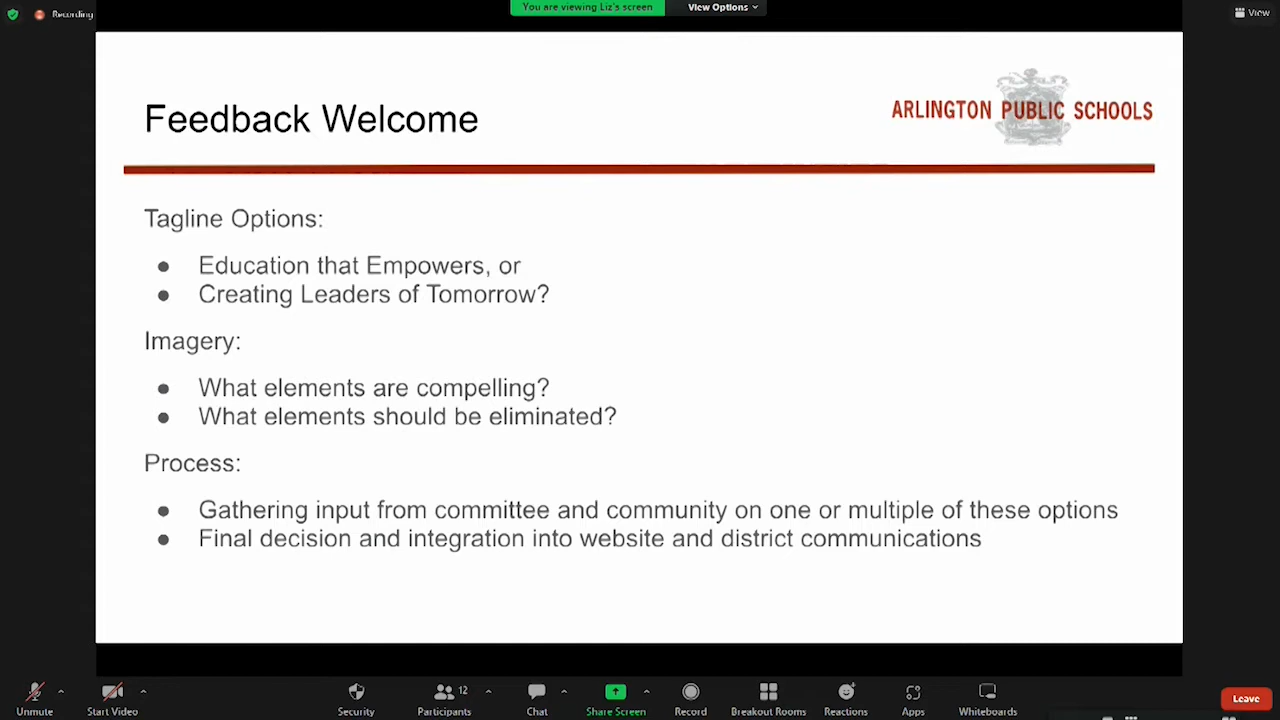 Recording
You are viewing Liz's screen
View Options
View
Feedback Welcome
ARLINGTON PUBLIC SCHOOLS
Tagline Options:
● Education that Empowers, or
● Creating Leaders of Tomorrow?
Imagery:
● What elements are compelling?
● What elements should be eliminated?
Process:
● Gathering input from committee and community on one or multiple of these options
● Final decision and integration into website and district communications
Unmute
Start Video
Security
Participants
12
Chat
Share Screen
Record
Breakout Rooms
Reactions
Apps
Whiteboards
Leave